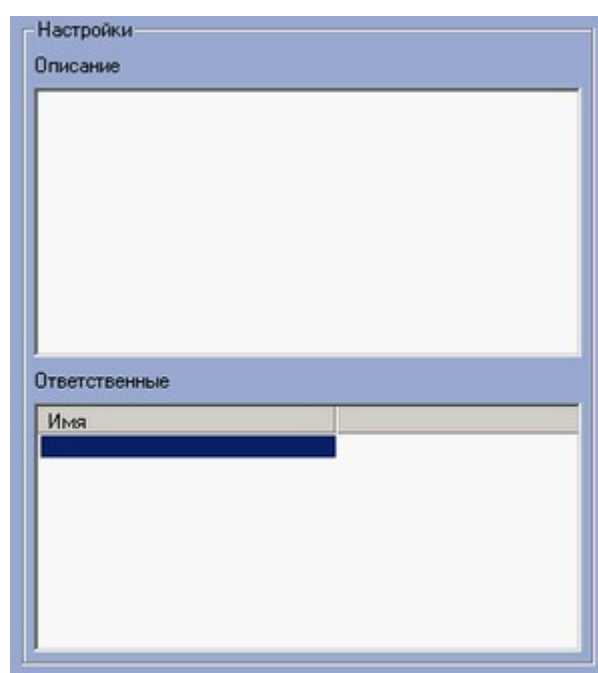 Настройки
Описание
Ответственные
Имя